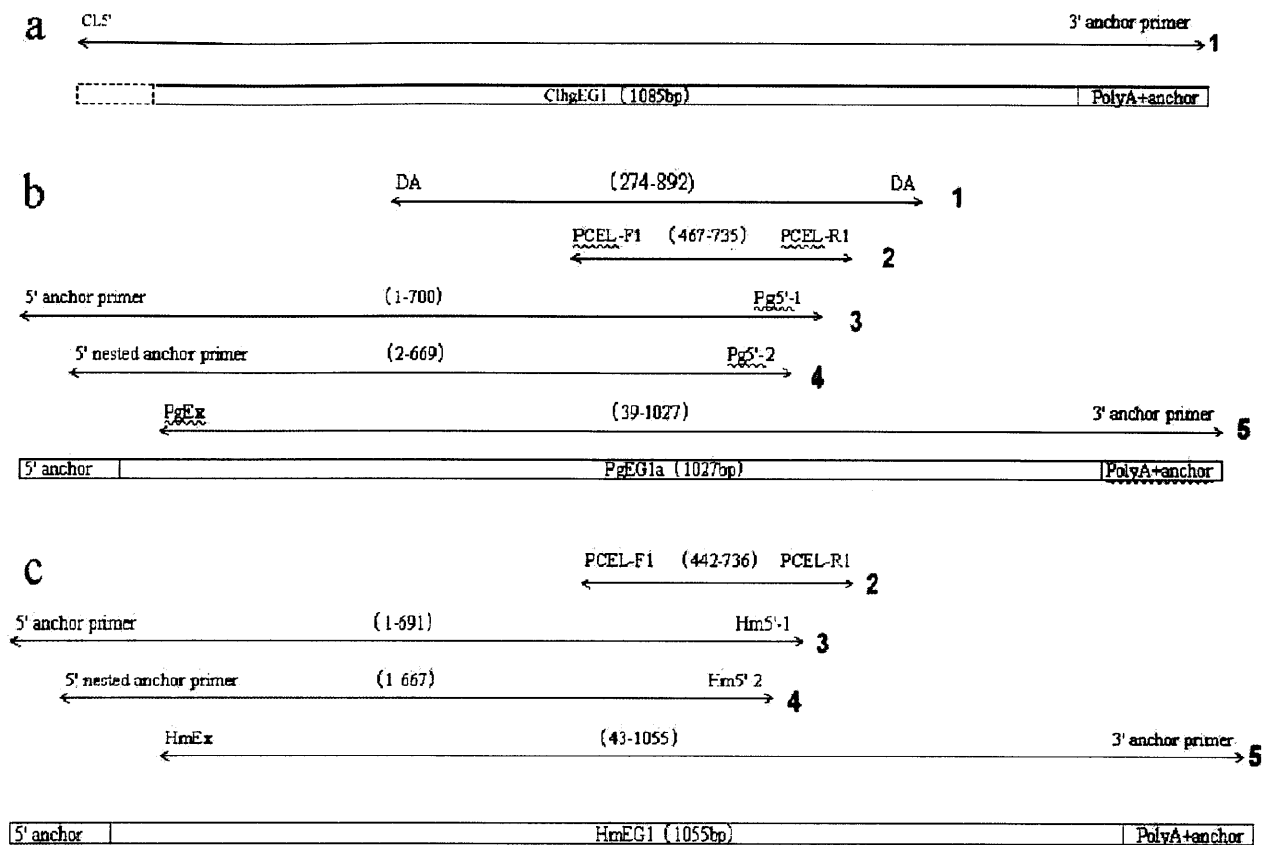 a
CL5' 3' anchor primer
1
ClhgEG1 (1085bp) PolyA+anchor
b
DA (274-892) DA
1
PCEL-F1 (467-735) PCEL-R1
2
5' anchor primer (1-700) Pg5'-1
3
5' nested anchor primer (2-669) Pg5'-2
4
PgEx (39-1027) 3' anchor primer
5
5' anchor PgEG1a (1027bp) PolyA+anchor
c
PCEL-F1 (442-736) PCEL-R1
2
5' anchor primer (1-691) Hm5'-1
3
5' nested anchor primer (1 667) Hm5' 2
4
HmEx (43-1055) 3' anchor primer
5
5' anchor HmEG1 (1055bp) PolyA+anchor